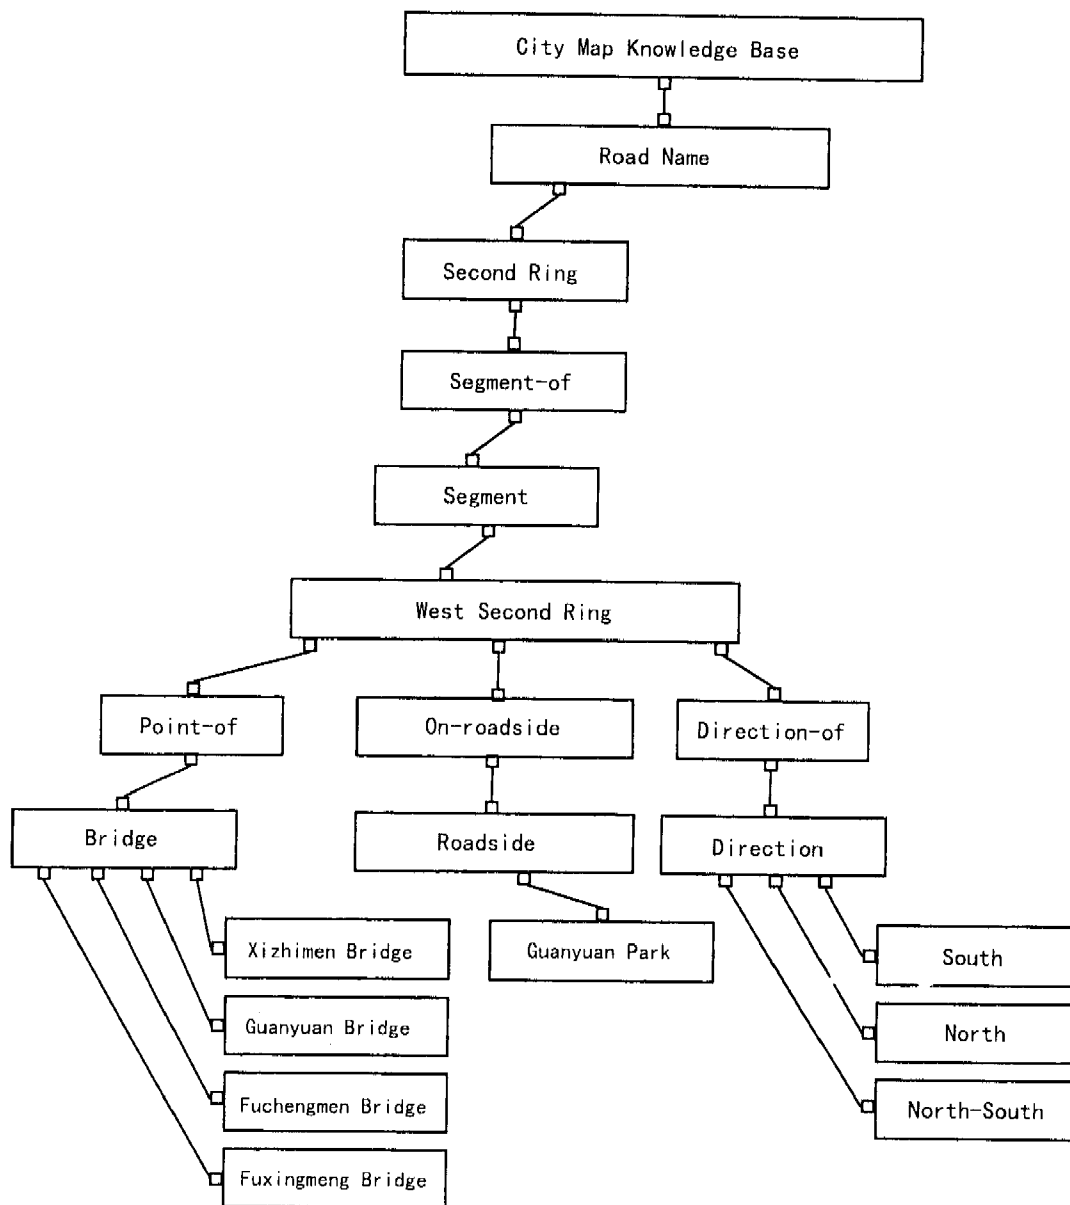 City Map Knowledge Base
Road Name
Second Ring
Segment-of
Segment
West Second Ring
Point-of
On-roadside
Direction-of
Bridge
Roadside
Direction
Xizhimen Bridge
Guanyuan Park
South
Guanyuan Bridge
North
Fuchengmen Bridge
North-South
Fuxingmeng Bridge